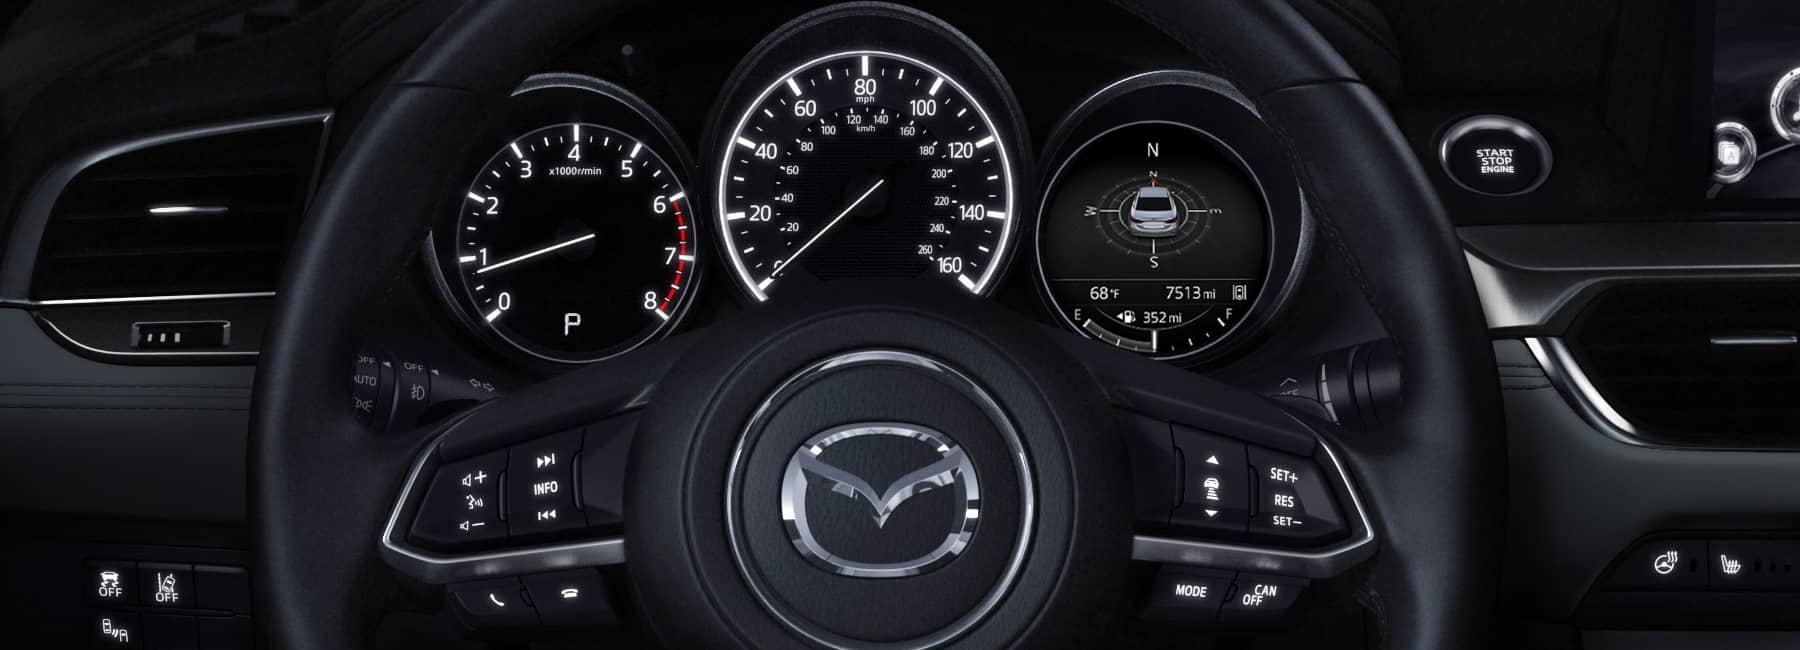 0 1 2 3 4 5 6 7 8
x1000r/min
P
0 20 40 60 80 100 120 140 160
mph
20 40 60 80 100 120 140 160 180 200 220 240 260
km/h
N
N
W E
S
68°F 7513 mi
E 352 mi F
START
STOP
ENGINE
A
OFF OFF
AUTO
+
INFO
−
SET+
RES
SET−
MODE
CAN
OFF
OFF OFF